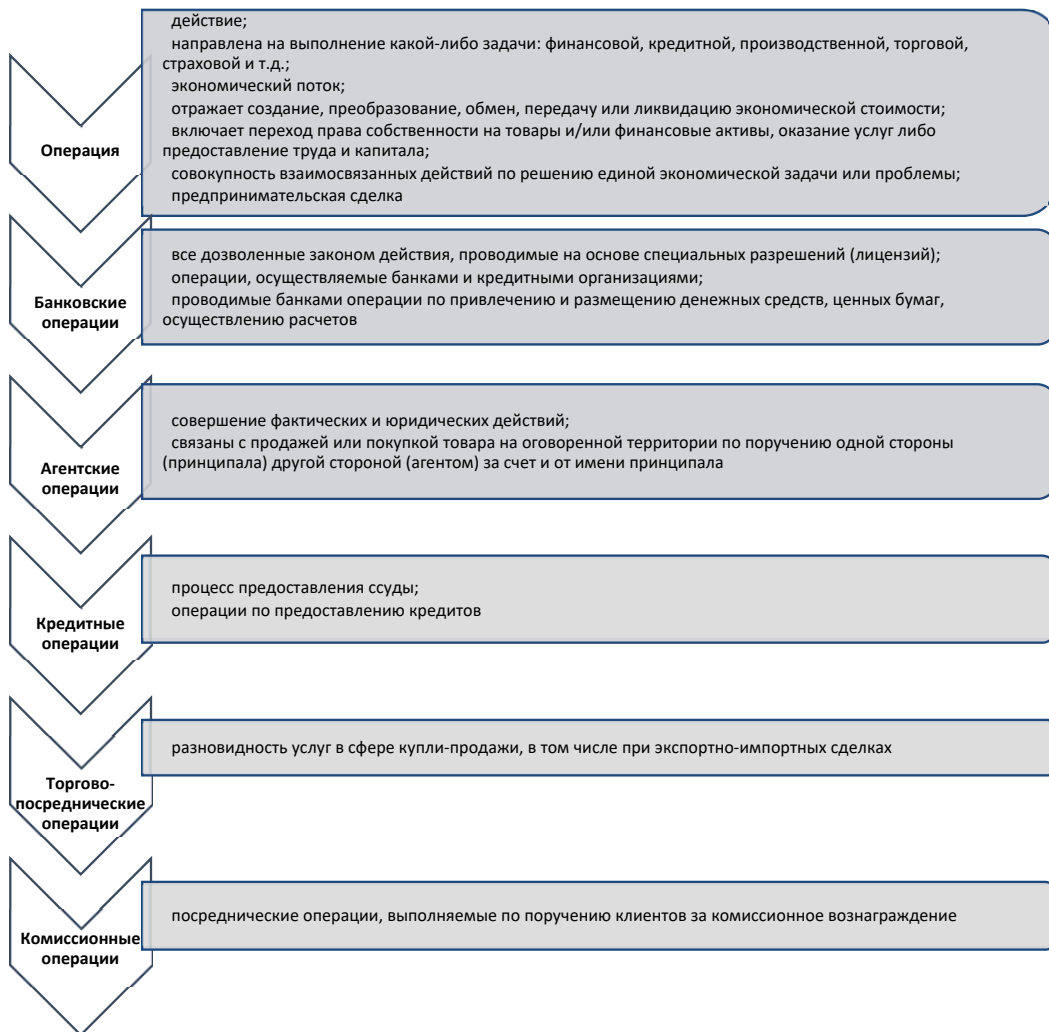 действие;
направлена на выполнение какой-либо задачи: финансовой, кредитной, производственной, торговой,
страховой и т.д.;
экономический поток;
отражает создание, преобразование, обмен, передачу или ликвидацию экономической стоимости;
включает переход права собственности на товары и/или финансовые активы, оказание услуг либо
предоставление труда и капитала;
совокупность взаимосвязанных действий по решению единой экономической задачи или проблемы;
предпринимательская сделка
Операция
все дозволенные законом действия, проводимые на основе специальных разрешений (лицензий);
операции, осуществляемые банками и кредитными организациями;
проводимые банками операции по привлечению и размещению денежных средств, ценных бумаг,
осуществлению расчетов
Банковские
операции
совершение фактических и юридических действий;
связаны с продажей или покупкой товара на оговоренной территории по поручению одной стороны
(принципала) другой стороной (агентом) за счет и от имени принципала
Агентские
операции
процесс предоставления ссуды;
операции по предоставлению кредитов
Кредитные
операции
разновидность услуг в сфере купли-продажи, в том числе при экспортно-импортных сделках
Торгово-
посреднические
операции
посреднические операции, выполняемые по поручению клиентов за комиссионное вознаграждение
Комиссионные
операции